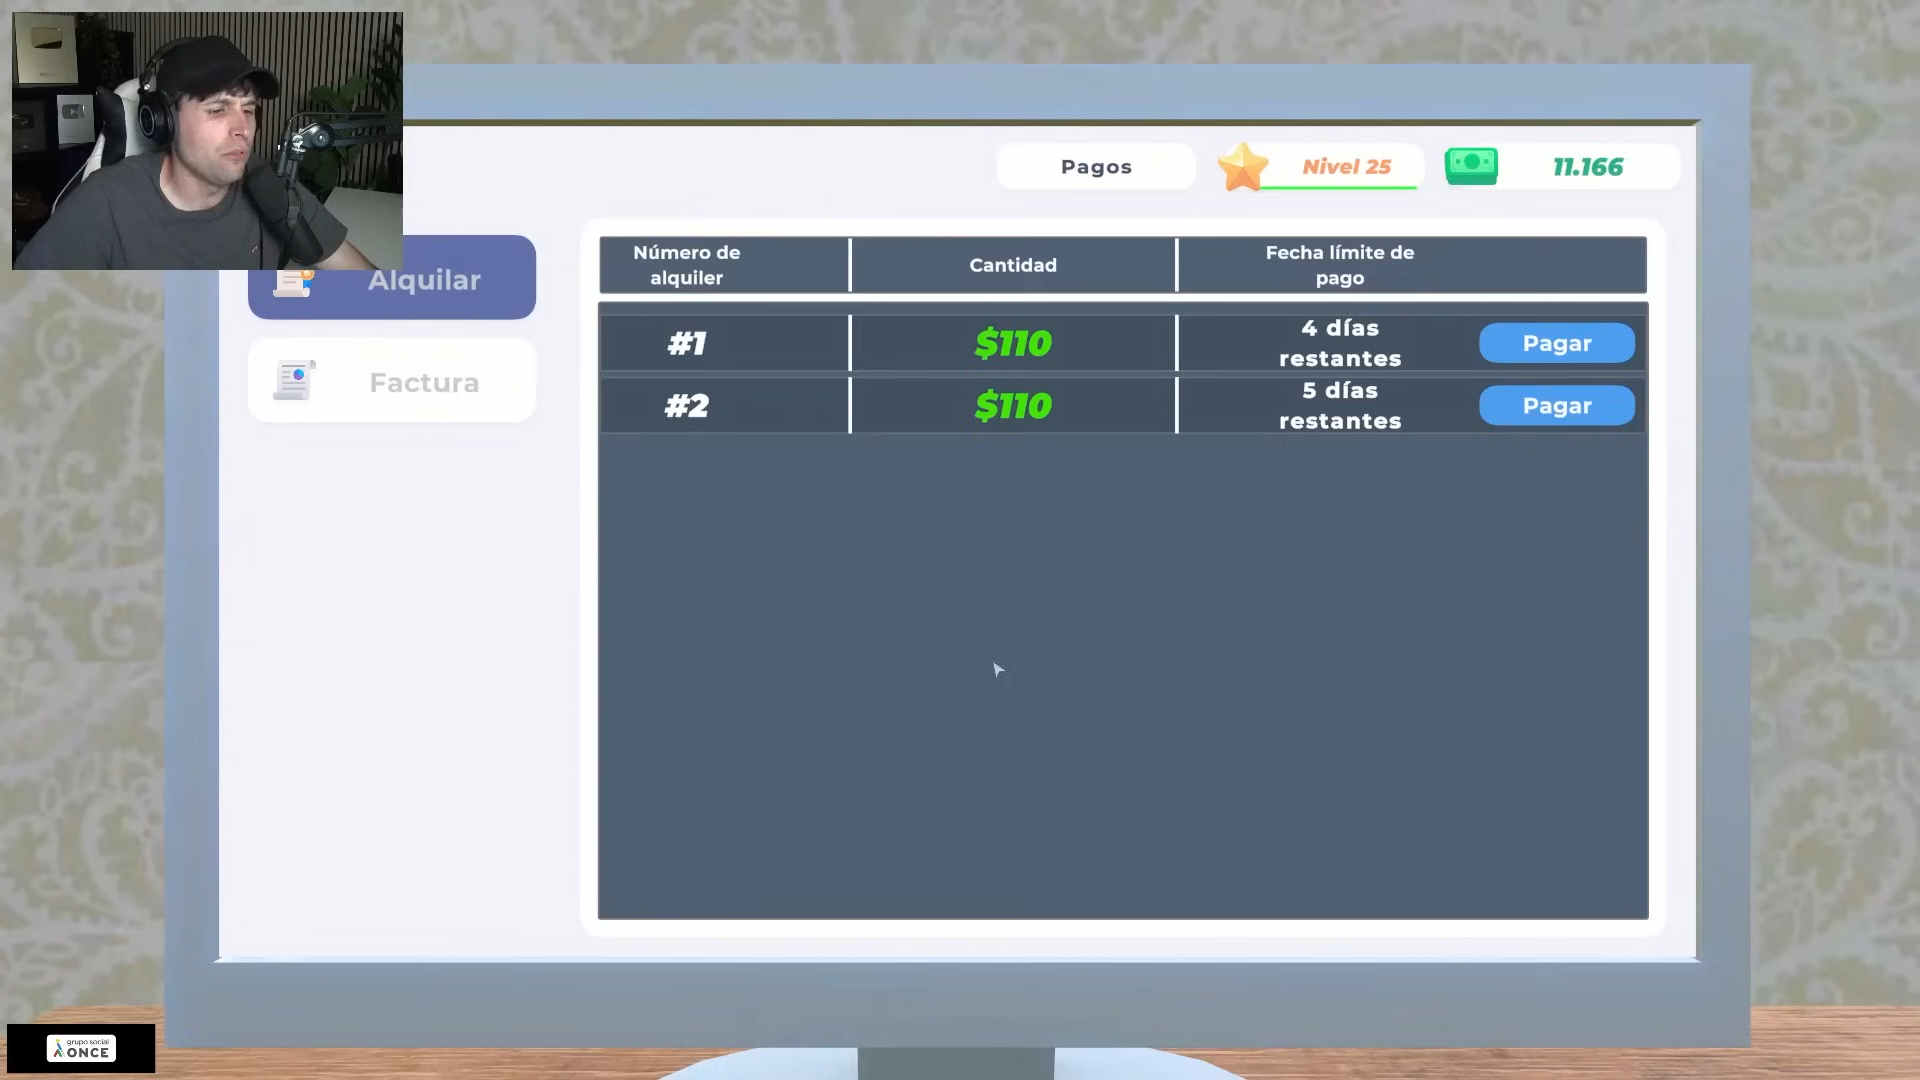 Pagos
Nivel 25
11.166
Alquilar
Factura
Número de
alquiler
Cantidad
Fecha límite de
pago
#1
$110
4 días
restantes
Pagar
#2
$110
5 días
restantes
Pagar
grupo social
ONCE